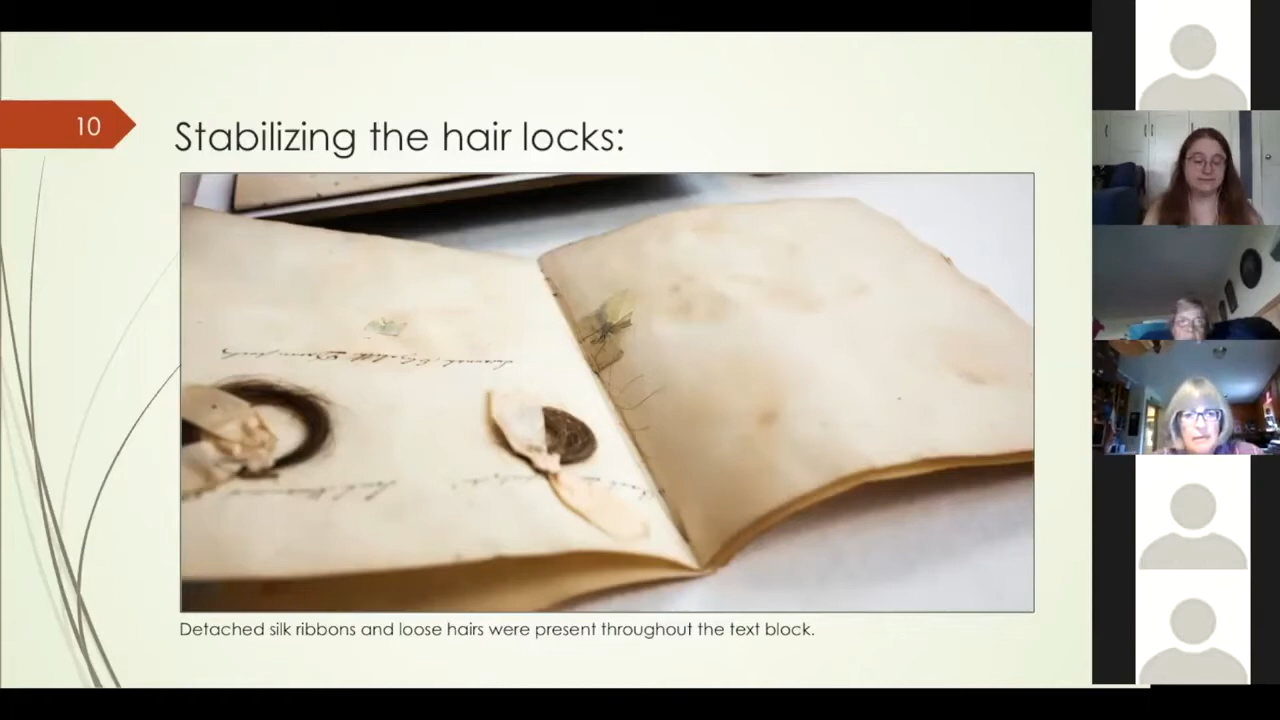 10
Stabilizing the hair locks:
Detached silk ribbons and loose hairs were present throughout the text block.